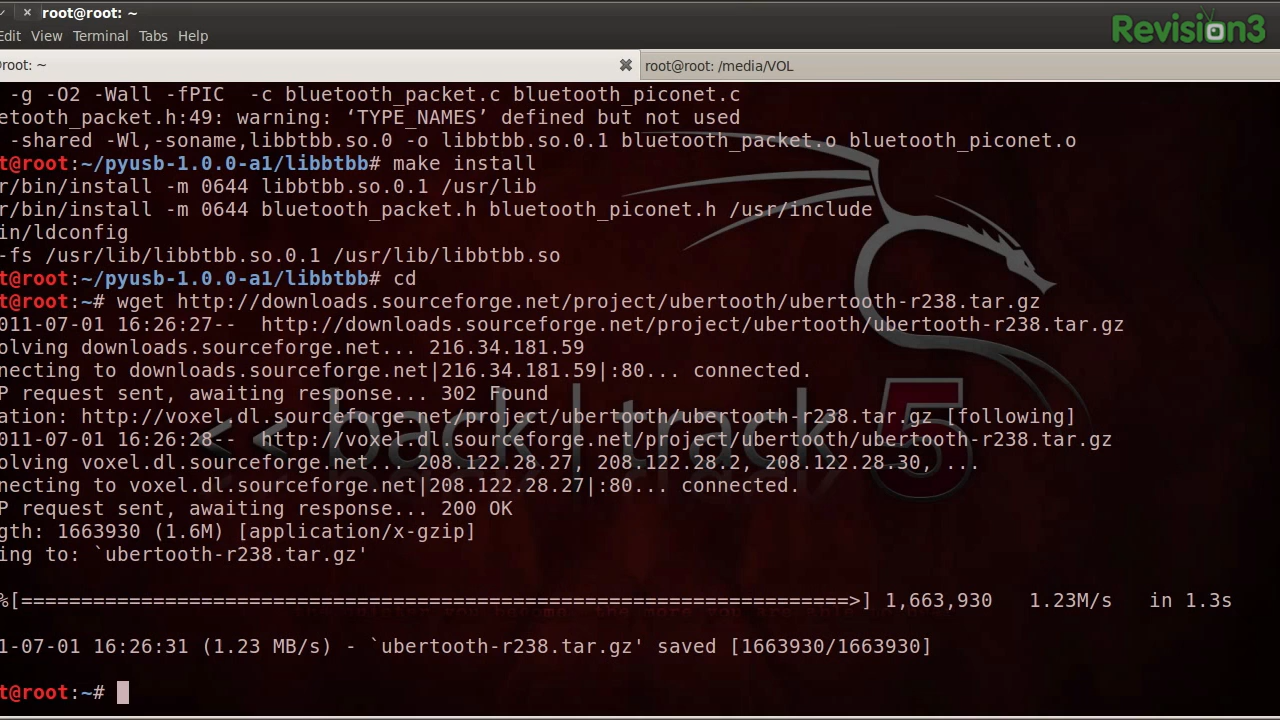 root@root: ~
Edit View Terminal Tabs Help
Revision3
root: ~
root@root: /media/VOL
-g -O2 -Wall -fPIC  -c bluetooth_packet.c bluetooth_piconet.c
etooth_packet.h:49: warning: ‘TYPE_NAMES’ defined but not used
-shared -Wl,-soname,libbtbb.so.0 -o libbtbb.so.0.1 bluetooth_packet.o bluetooth_piconet.o
t@root:~/pyusb-1.0.0-a1/libbtbb# make install
r/bin/install -m 0644 libbtbb.so.0.1 /usr/lib
r/bin/install -m 0644 bluetooth_packet.h bluetooth_piconet.h /usr/include
in/ldconfig
-fs /usr/lib/libbtbb.so.0.1 /usr/lib/libbtbb.so
t@root:~/pyusb-1.0.0-a1/libbtbb# cd
t@root:~# wget http://downloads.sourceforge.net/project/ubertooth/ubertooth-r238.tar.gz
011-07-01 16:26:27--  http://downloads.sourceforge.net/project/ubertooth/ubertooth-r238.tar.gz
olving downloads.sourceforge.net... 216.34.181.59
necting to downloads.sourceforge.net|216.34.181.59|:80... connected.
P request sent, awaiting response... 302 Found
ation: http://voxel.dl.sourceforge.net/project/ubertooth/ubertooth-r238.tar.gz [following]
011-07-01 16:26:28--  http://voxel.dl.sourceforge.net/project/ubertooth/ubertooth-r238.tar.gz
<< back | track 5
olving voxel.dl.sourceforge.net... 208.122.28.27, 208.122.28.2, 208.122.28.30, ...
necting to voxel.dl.sourceforge.net|208.122.28.27|:80... connected.
P request sent, awaiting response... 200 OK
gth: 1663930 (1.6M) [application/x-gzip]
ing to: `ubertooth-r238.tar.gz'
%[=====================================================================>] 1,663,930   1.23M/s   in 1.3s
1-07-01 16:26:31 (1.23 MB/s) - `ubertooth-r238.tar.gz' saved [1663930/1663930]
t@root:~#